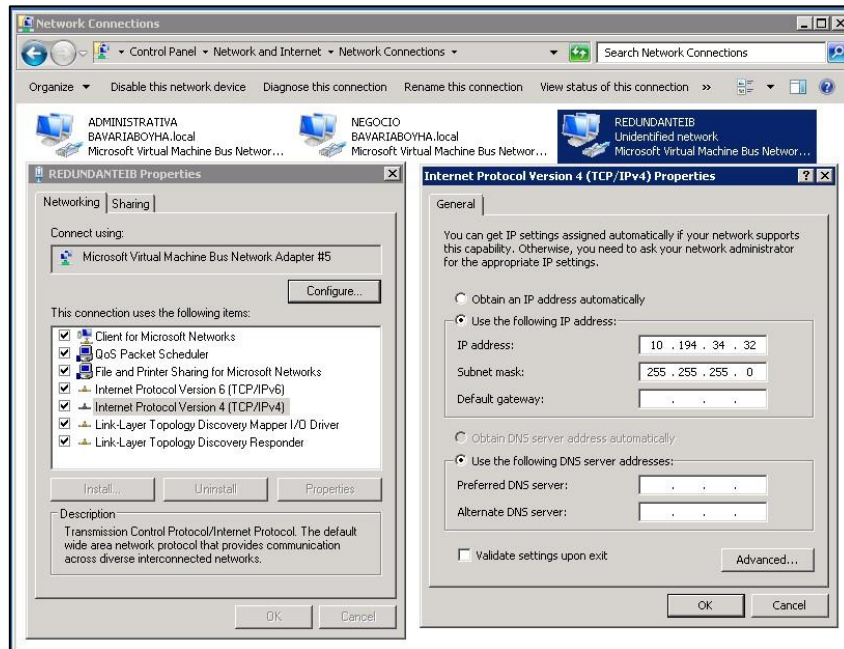 Network Connections
Control Panel Network and Internet Network Connections
Search Network Connections
Organize Disable this network device Diagnose this connection Rename this connection View status of this connection »
ADMINISTRATIVA
BAVARIABOYHA.local
Microsoft Virtual Machine Bus Networ...
NEGOCIO
BAVARIABOYHA.local
Microsoft Virtual Machine Bus Networ...
REDUNDANTEIB
Unidentified network
Microsoft Virtual Machine Bus Networ...
REDUNDANTEIB Properties
Networking Sharing
Connect using:
Microsoft Virtual Machine Bus Network Adapter #5
Configure...
This connection uses the following items:
Client for Microsoft Networks
QoS Packet Scheduler
File and Printer Sharing for Microsoft Networks
Internet Protocol Version 6 (TCP/IPv6)
Internet Protocol Version 4 (TCP/IPv4)
Link-Layer Topology Discovery Mapper I/O Driver
Link-Layer Topology Discovery Responder
Install... Uninstall Properties
Description
Transmission Control Protocol/Internet Protocol. The default
wide area network protocol that provides communication
across diverse interconnected networks.
OK Cancel
Internet Protocol Version 4 (TCP/IPv4) Properties
General
You can get IP settings assigned automatically if your network supports
this capability. Otherwise, you need to ask your network administrator
for the appropriate IP settings.
Obtain an IP address automatically
Use the following IP address:
IP address: 10 . 194 . 34 . 32
Subnet mask: 255 . 255 . 255 . 0
Default gateway: . . .
Obtain DNS server address automatically
Use the following DNS server addresses:
Preferred DNS server: . . .
Alternate DNS server: . . .
Validate settings upon exit
Advanced...
OK Cancel